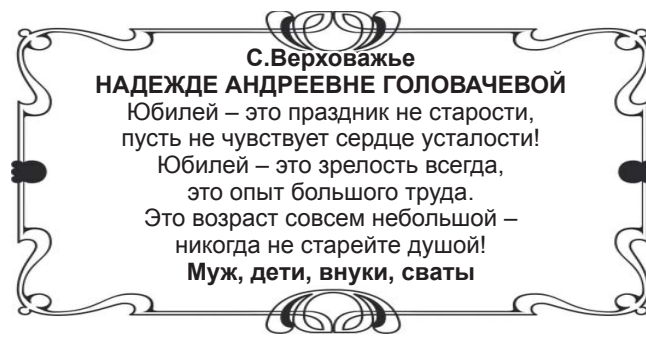 С.Верховажье
НАДЕЖДЕ АНДРЕЕВНЕ ГОЛОВАЧЕВОЙ
Юбилей – это праздник не старости,
пусть не чувствует сердце усталости!
Юбилей – это зрелость всегда,
это опыт большого труда.
Это возраст совсем небольшой –
никогда не старейте душой!
Муж, дети, внуки, сваты